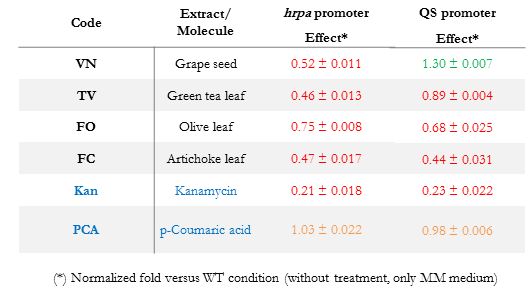 Code Extract/ Molecule hrpa promoter Effect* QS promoter Effect*
VN Grape seed 0.52 ± 0.011 1.30 ± 0.007
TV Green tea leaf 0.46 ± 0.013 0.89 ± 0.004
FO Olive leaf 0.75 ± 0.008 0.68 ± 0.025
FC Artichoke leaf 0.47 ± 0.017 0.44 ± 0.031
Kan Kanamycin 0.21 ± 0.018 0.23 ± 0.022
PCA p-Coumaric acid 1.03 ± 0.022 0.98 ± 0.006
(*) Normalized fold versus WT condition (without treatment, only MM medium)